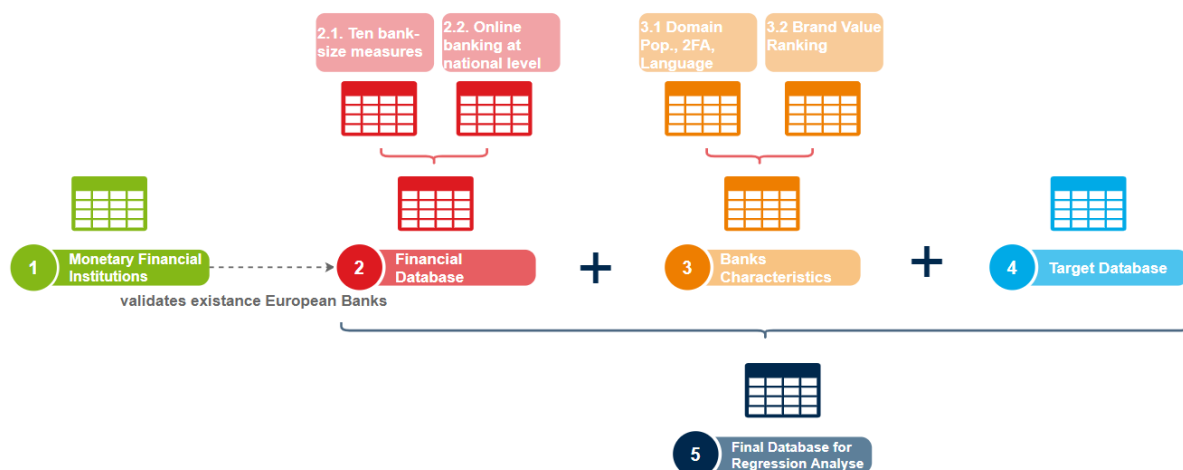 2.1. Ten bank-
size measures
2.2. Online
banking at
national level
3.1 Domain
Pop., 2FA,
Language
3.2 Brand Value
Ranking
1
Monetary Financial
Institutions
validates existance European Banks
2
Financial
Database
+
3
Banks
Characteristics
+
4
Target Database
5
Final Database for
Regression Analyse